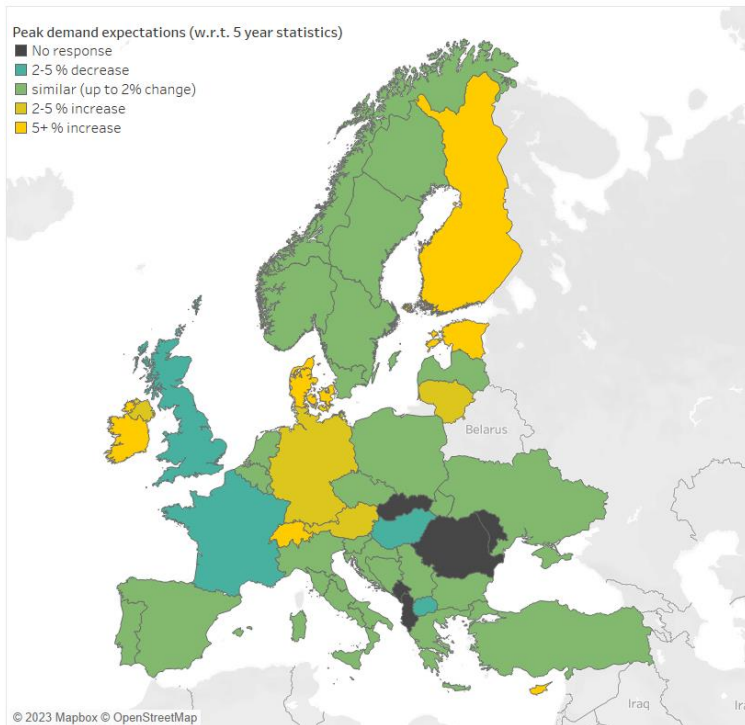 Peak demand expectations (w.r.t. 5 year statistics)
No response
2-5 % decrease
similar (up to 2% change)
2-5 % increase
5+ % increase
Belarus
Iraq
© 2023 Mapbox © OpenStreetMap